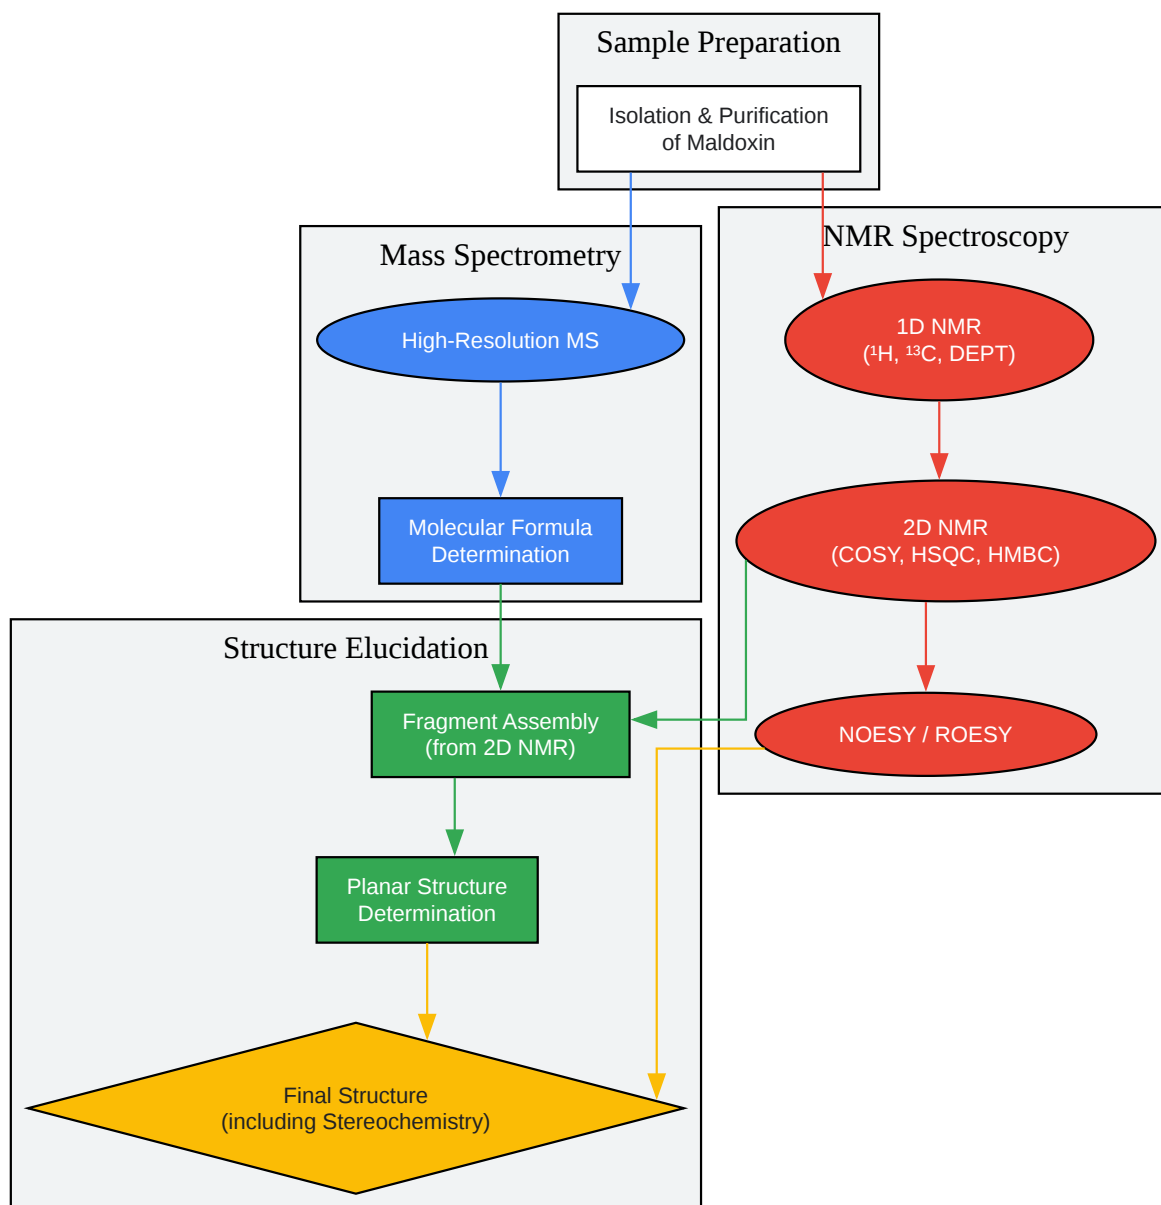 Sample Preparation
Isolation & Purification
of Maldoxin
NMR Spectroscopy
Mass Spectrometry
High-Resolution MS
1D NMR
(¹H, ¹³C, DEPT)
Molecular Formula
Determination
2D NMR
(COSY, HSQC, HMBC)
Structure Elucidation
Fragment Assembly
(from 2D NMR)
NOESY / ROESY
Planar Structure
Determination
Final Structure
(including Stereochemistry)